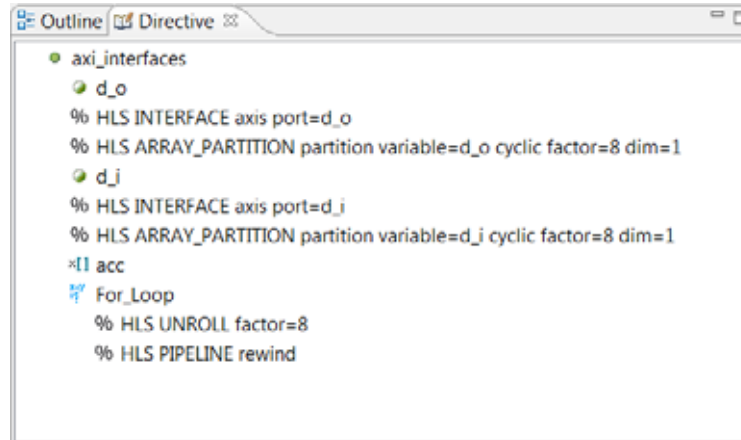 Outline Directive
axi_interfaces
d_o
% HLS INTERFACE axis port=d_o
% HLS ARRAY_PARTITION partition variable=d_o cyclic factor=8 dim=1
d_i
% HLS INTERFACE axis port=d_i
% HLS ARRAY_PARTITION partition variable=d_i cyclic factor=8 dim=1
×[] acc
For_Loop
% HLS UNROLL factor=8
% HLS PIPELINE rewind